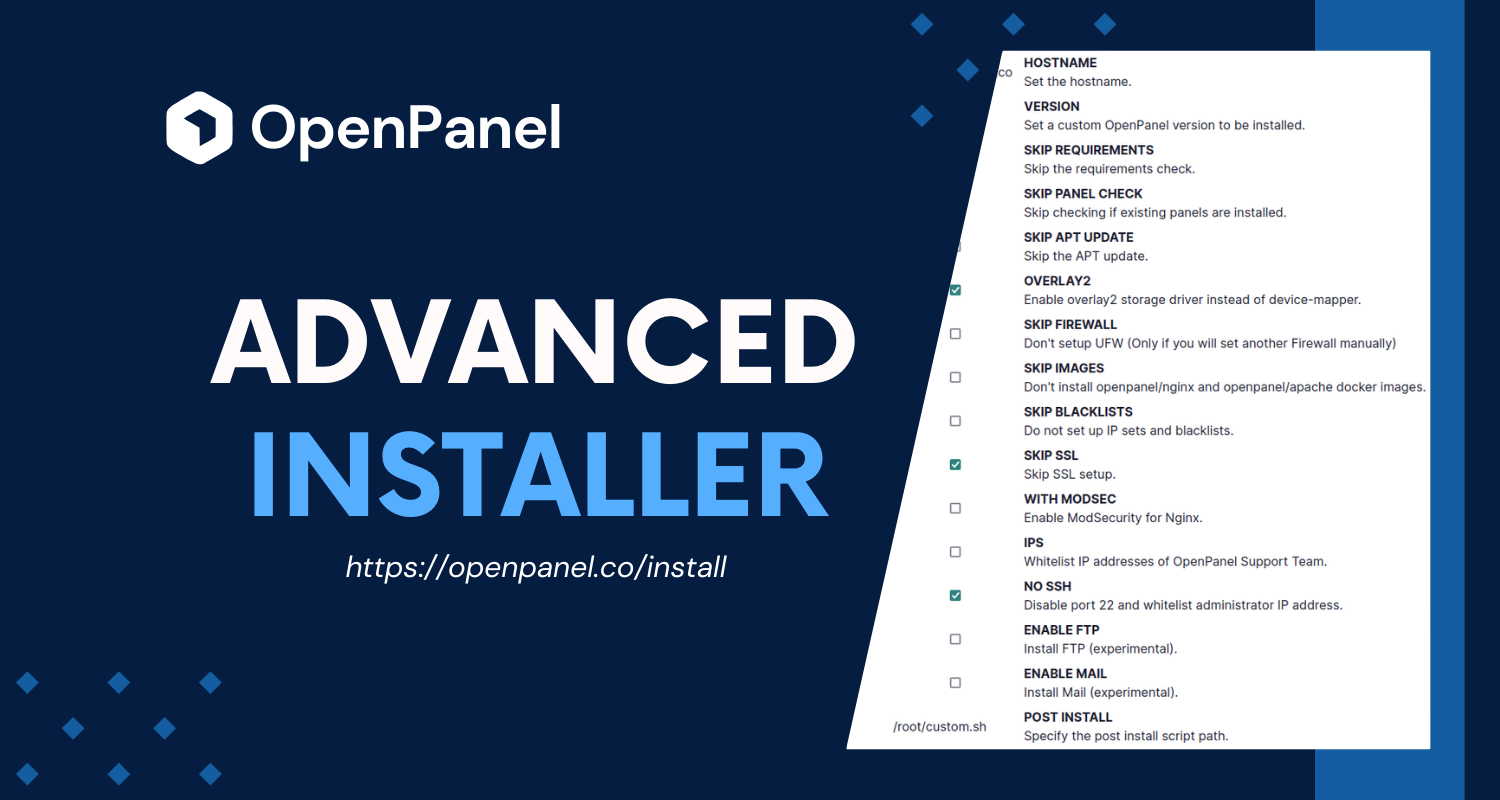 OpenPanel
ADVANCED
INSTALLER
https://openpanel.co/install
co
HOSTNAME
Set the hostname.
VERSION
Set a custom OpenPanel version to be installed.
SKIP REQUIREMENTS
Skip the requirements check.
SKIP PANEL CHECK
Skip checking if existing panels are installed.
SKIP APT UPDATE
Skip the APT update.
OVERLAY2
Enable overlay2 storage driver instead of device-mapper.
SKIP FIREWALL
Don't setup UFW (Only if you will set another Firewall manually)
SKIP IMAGES
Don't install openpanel/nginx and openpanel/apache docker images.
SKIP BLACKLISTS
Do not set up IP sets and blacklists.
SKIP SSL
Skip SSL setup.
WITH MODSEC
Enable ModSecurity for Nginx.
IPS
Whitelist IP addresses of OpenPanel Support Team.
NO SSH
Disable port 22 and whitelist administrator IP address.
ENABLE FTP
Install FTP (experimental).
ENABLE MAIL
Install Mail (experimental).
POST INSTALL
/root/custom.sh
Specify the post install script path.